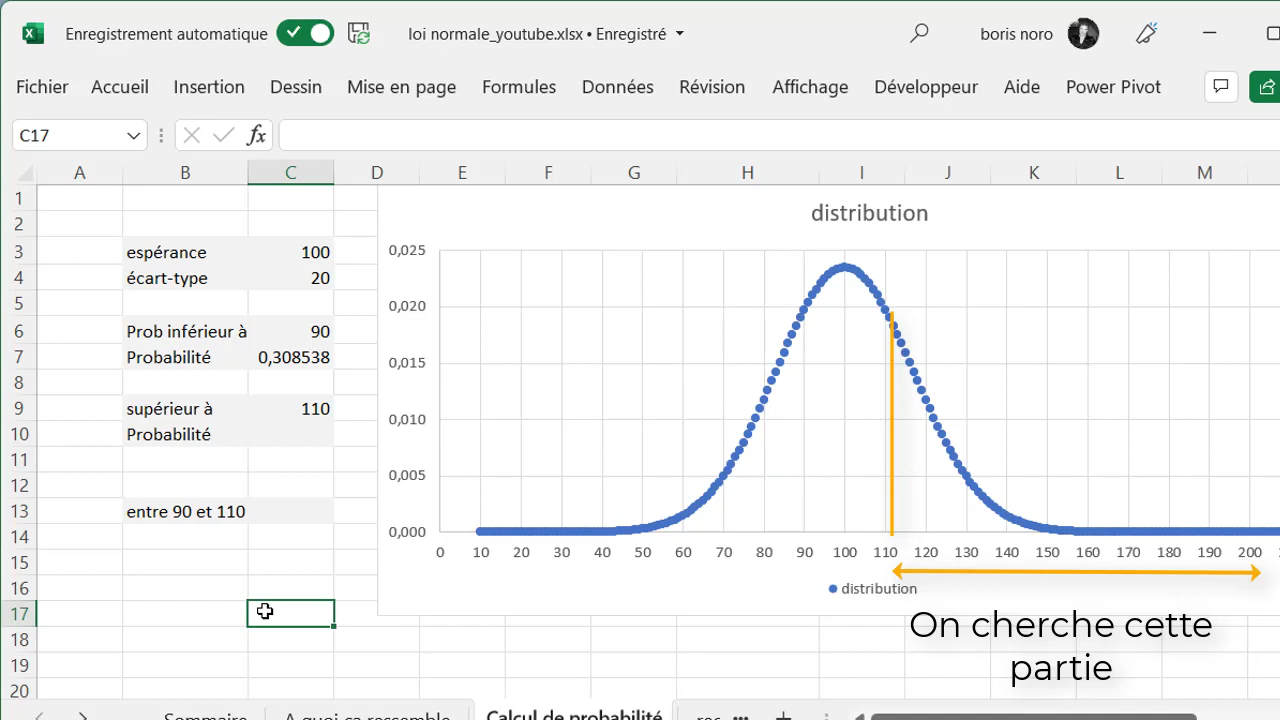 Enregistrement automatique
loi normale_youtube.xlsx • Enregistré
boris noro
Fichier Accueil Insertion Dessin Mise en page Formules Données Révision Affichage Développeur Aide Power Pivot
C17
fx
A B C D E F G H I J K L M
1
2
3 espérance 100
4 écart-type 20
5
6 Prob inférieur à 90
7 Probabilité 0,308538
8
9 supérieur à 110
10 Probabilité
11
12
13 entre 90 et 110
14
15
16
17
18
19
20
distribution
0,025
0,020
0,015
0,010
0,005
0,000
0 10 20 30 40 50 60 70 80 90 100 110 120 130 140 150 160 170 180 190 200
distribution
On cherche cette
partie
Sommaire A quoi ça ressemble Calcul de probabilité rec ...